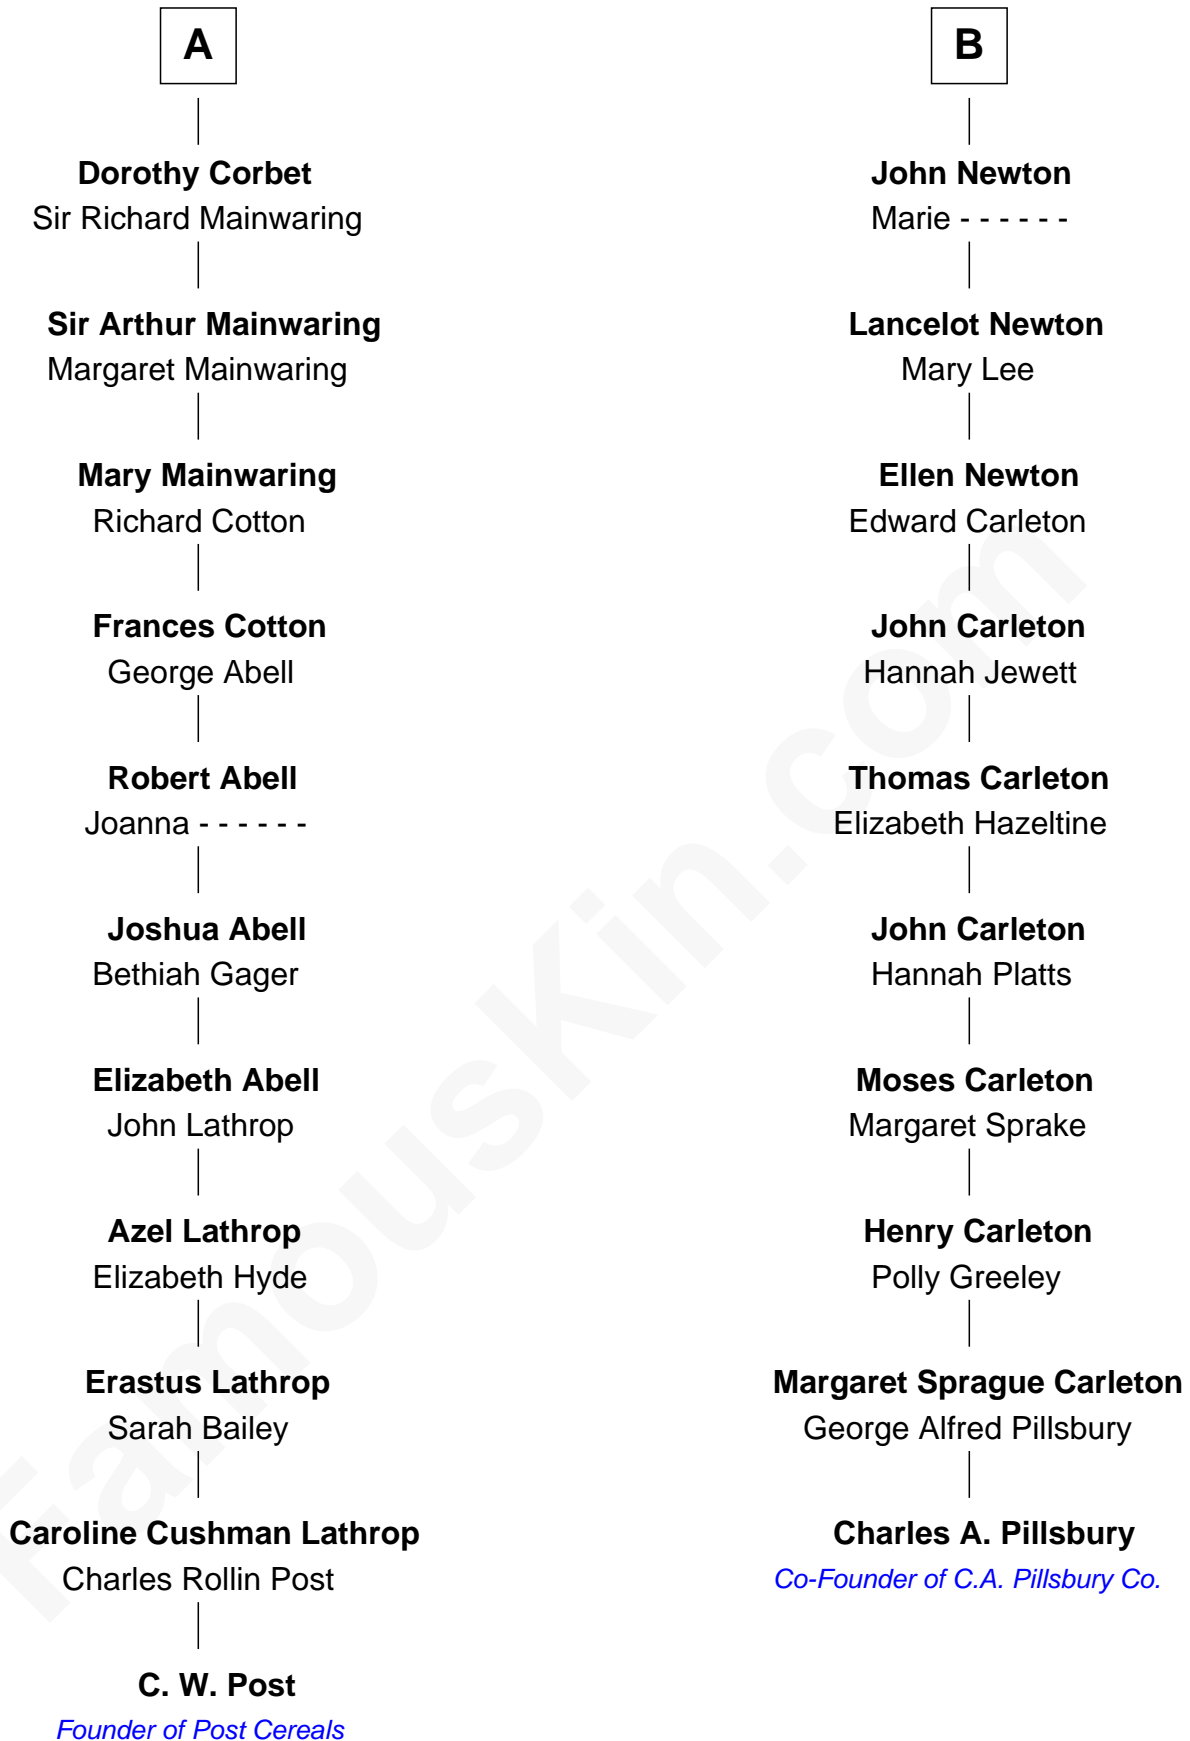 A
Dorothy Corbet
Sir Richard Mainwaring
Sir Arthur Mainwaring
Margaret Mainwaring
Mary Mainwaring
Richard Cotton
Frances Cotton
George Abell
Robert Abell
Joanna - - - - - -
Joshua Abell
Bethiah Gager
Elizabeth Abell
John Lathrop
Azel Lathrop
Elizabeth Hyde
Erastus Lathrop
Sarah Bailey
Caroline Cushman Lathrop
Charles Rollin Post
C. W. Post
Founder of Post Cereals
B
John Newton
Marie - - - - - -
Lancelot Newton
Mary Lee
Ellen Newton
Edward Carleton
John Carleton
Hannah Jewett
Thomas Carleton
Elizabeth Hazeltine
John Carleton
Hannah Platts
Moses Carleton
Margaret Sprake
Henry Carleton
Polly Greeley
Margaret Sprague Carleton
George Alfred Pillsbury
Charles A. Pillsbury
Co-Founder of C.A. Pillsbury Co.
FamousKin.com